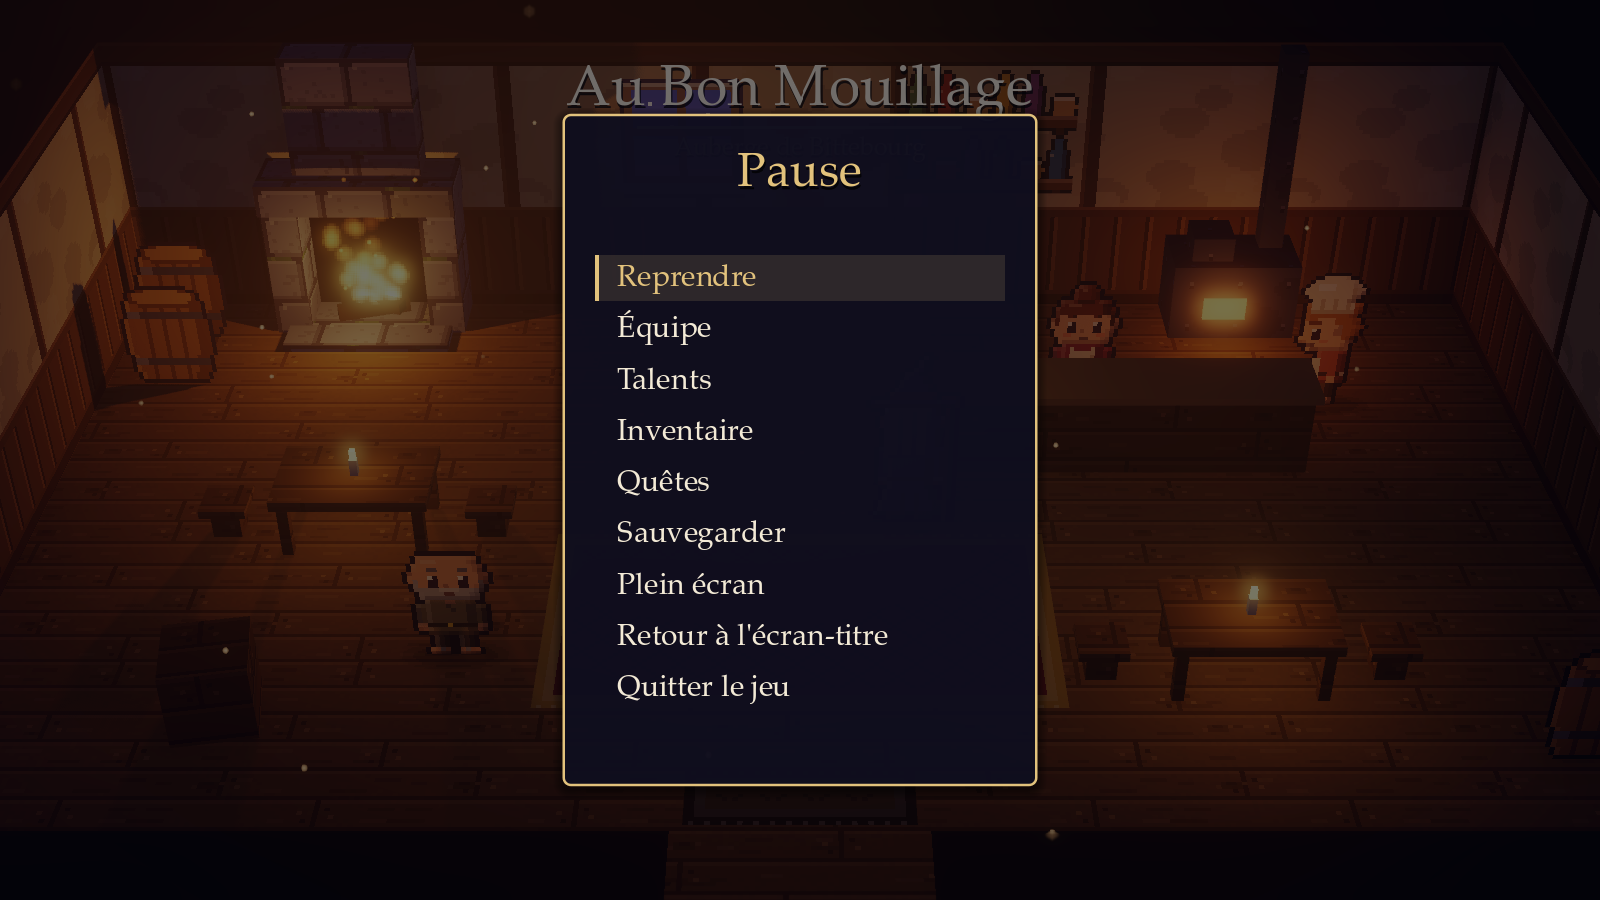 Au Bon Mouillage
Pause
Reprendre
Équipe
Talents
Inventaire
Quêtes
Sauvegarder
Plein écran
Retour à l'écran-titre
Quitter le jeu